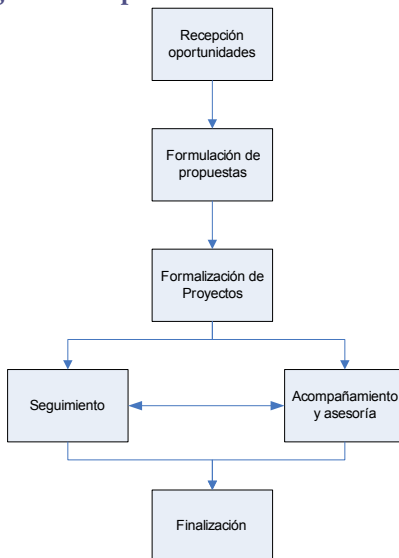 Recepción
oportunidades
Formulación de
propuestas
Formalización de
Proyectos
Seguimiento
Acompañamiento
y asesoría
Finalización